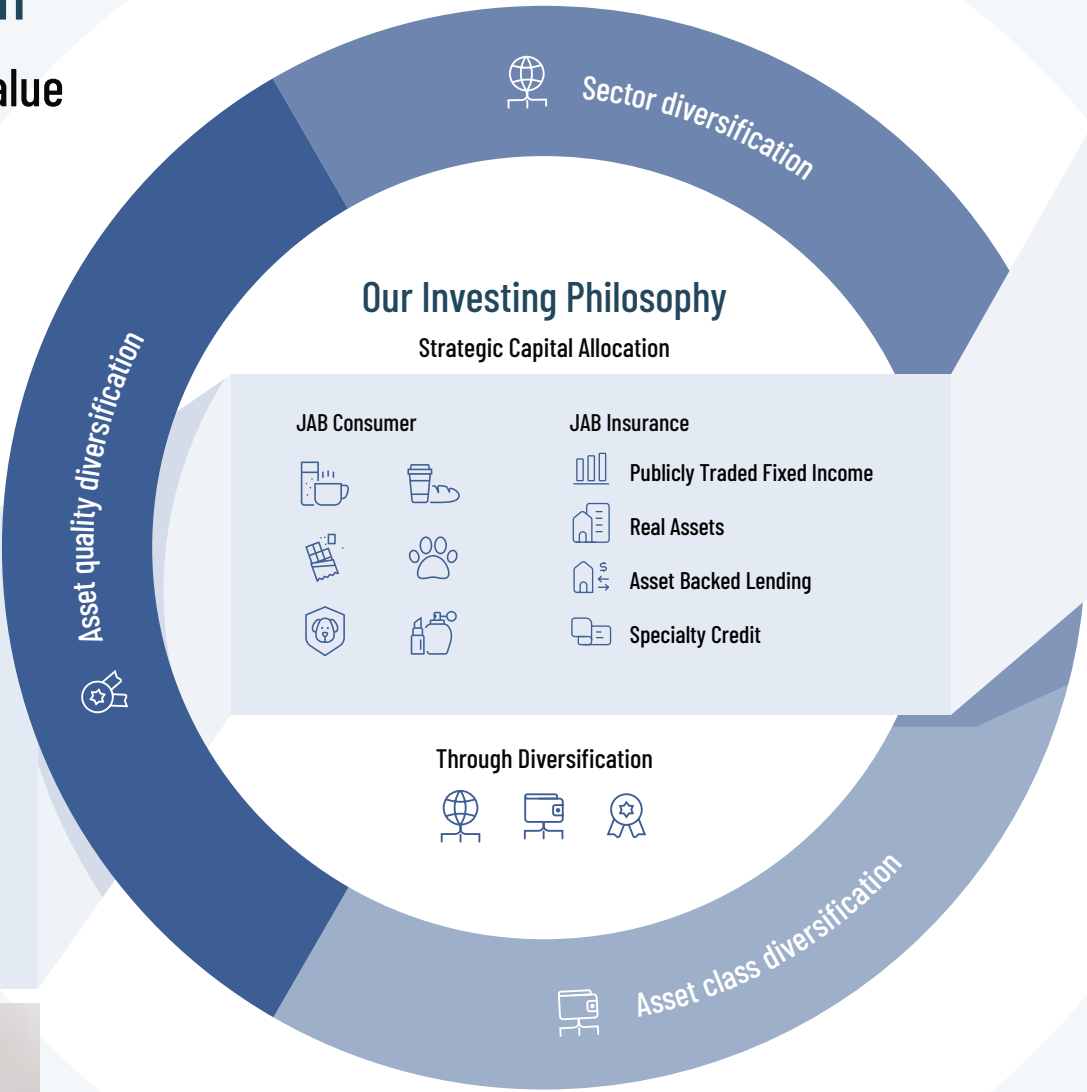 alue
Sector diversification
Our Investing Philosophy
Strategic Capital Allocation
JAB Consumer
JAB Insurance
Publicly Traded Fixed Income
Real Assets
$
Asset Backed Lending
Specialty Credit
Asset quality diversification
Through Diversification
Asset class diversification